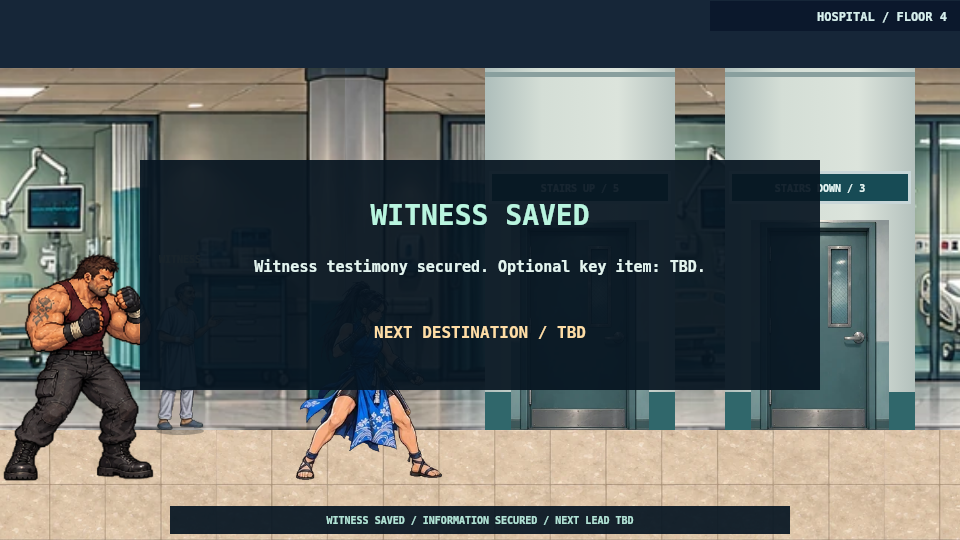 HOSPITAL / FLOOR 4
STAIRS UP / 5
STAIRS DOWN / 3
WITNESS SAVED
Witness testimony secured. Optional key item: TBD.
NEXT DESTINATION / TBD
WITNESS SAVED / INFORMATION SECURED / NEXT LEAD TBD